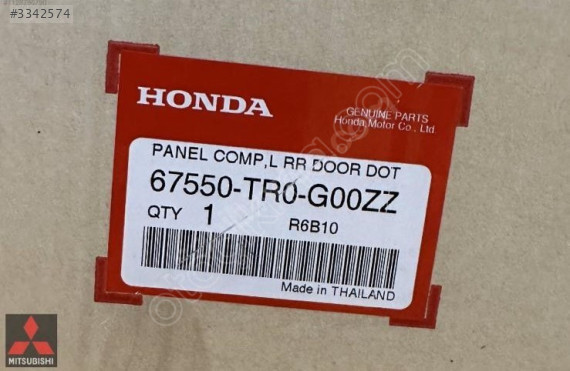 #3342574
HONDA
GENUINE PARTS
Honda Motor Co., Ltd.
PANEL COMP,L RR DOOR DOT
67550-TR0-G00ZZ
QTY 1 R6B10
Made in THAILAND
MITSUBISHI